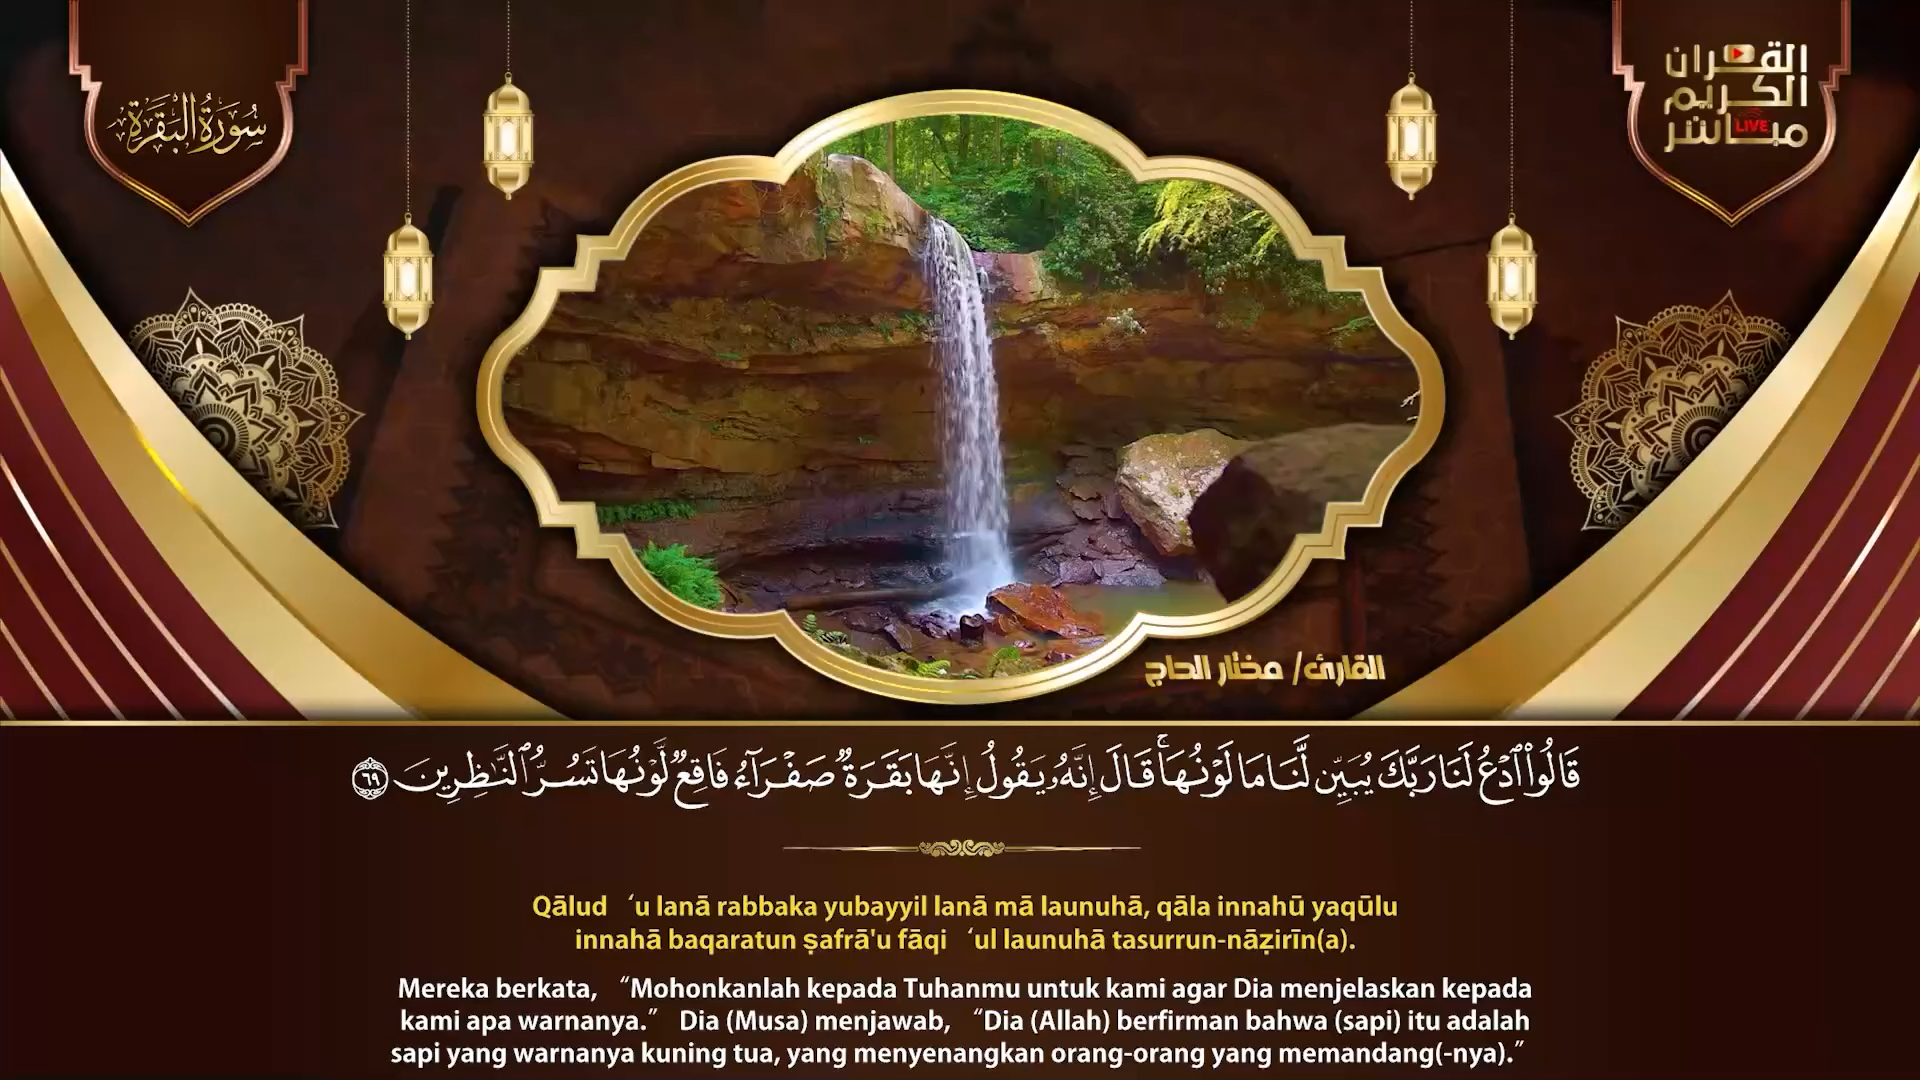 سُورَةُ البَقَرَةِ
القرآن
الكريم
مباشر
LIVE
القارئ/ مختار الحاج
قَالُوا۟ ٱدْعُ لَنَا رَبَّكَ يُبَيِّن لَّنَا مَا لَوْنُهَا ۚ قَالَ إِنَّهُۥ يَقُولُ إِنَّهَا بَقَرَةٌ صَفْرَآءُ فَاقِعٌ لَّوْنُهَا تَسُرُّ ٱلنَّـٰظِرِينَ ٦٩
Qālud ‘u lanā rabbaka yubayyil lanā mā launuhā, qāla innahū yaqūlu
innahā baqaratun ṣafrā'u fāqi ‘ul launuhā tasurrun-nāẓirīn(a).
Mereka berkata, “Mohonkanlah kepada Tuhanmu untuk kami agar Dia menjelaskan kepada
kami apa warnanya.” Dia (Musa) menjawab, “Dia (Allah) berfirman bahwa (sapi) itu adalah
sapi yang warnanya kuning tua, yang menyenangkan orang-orang yang memandang(-nya).”